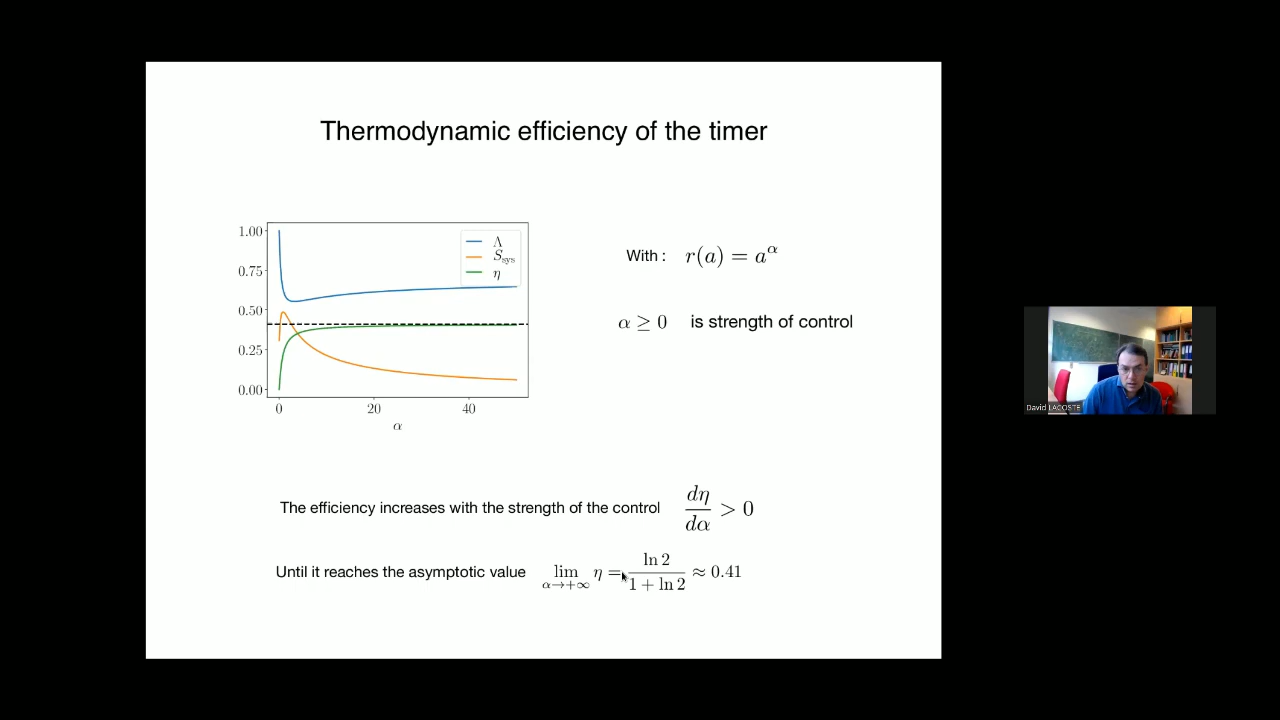 Thermodynamic efficiency of the timer
1.00
0.75
0.50
0.25
0.00
0 20 40
α
Λ
S_sys
η
With : r(a) = a^α
α ≥ 0 is strength of control
The efficiency increases with the strength of the control dη/dα > 0
Until it reaches the asymptotic value lim_{α→+∞} η = ln 2 / (1 + ln 2) ≈ 0.41
David LACOSTE